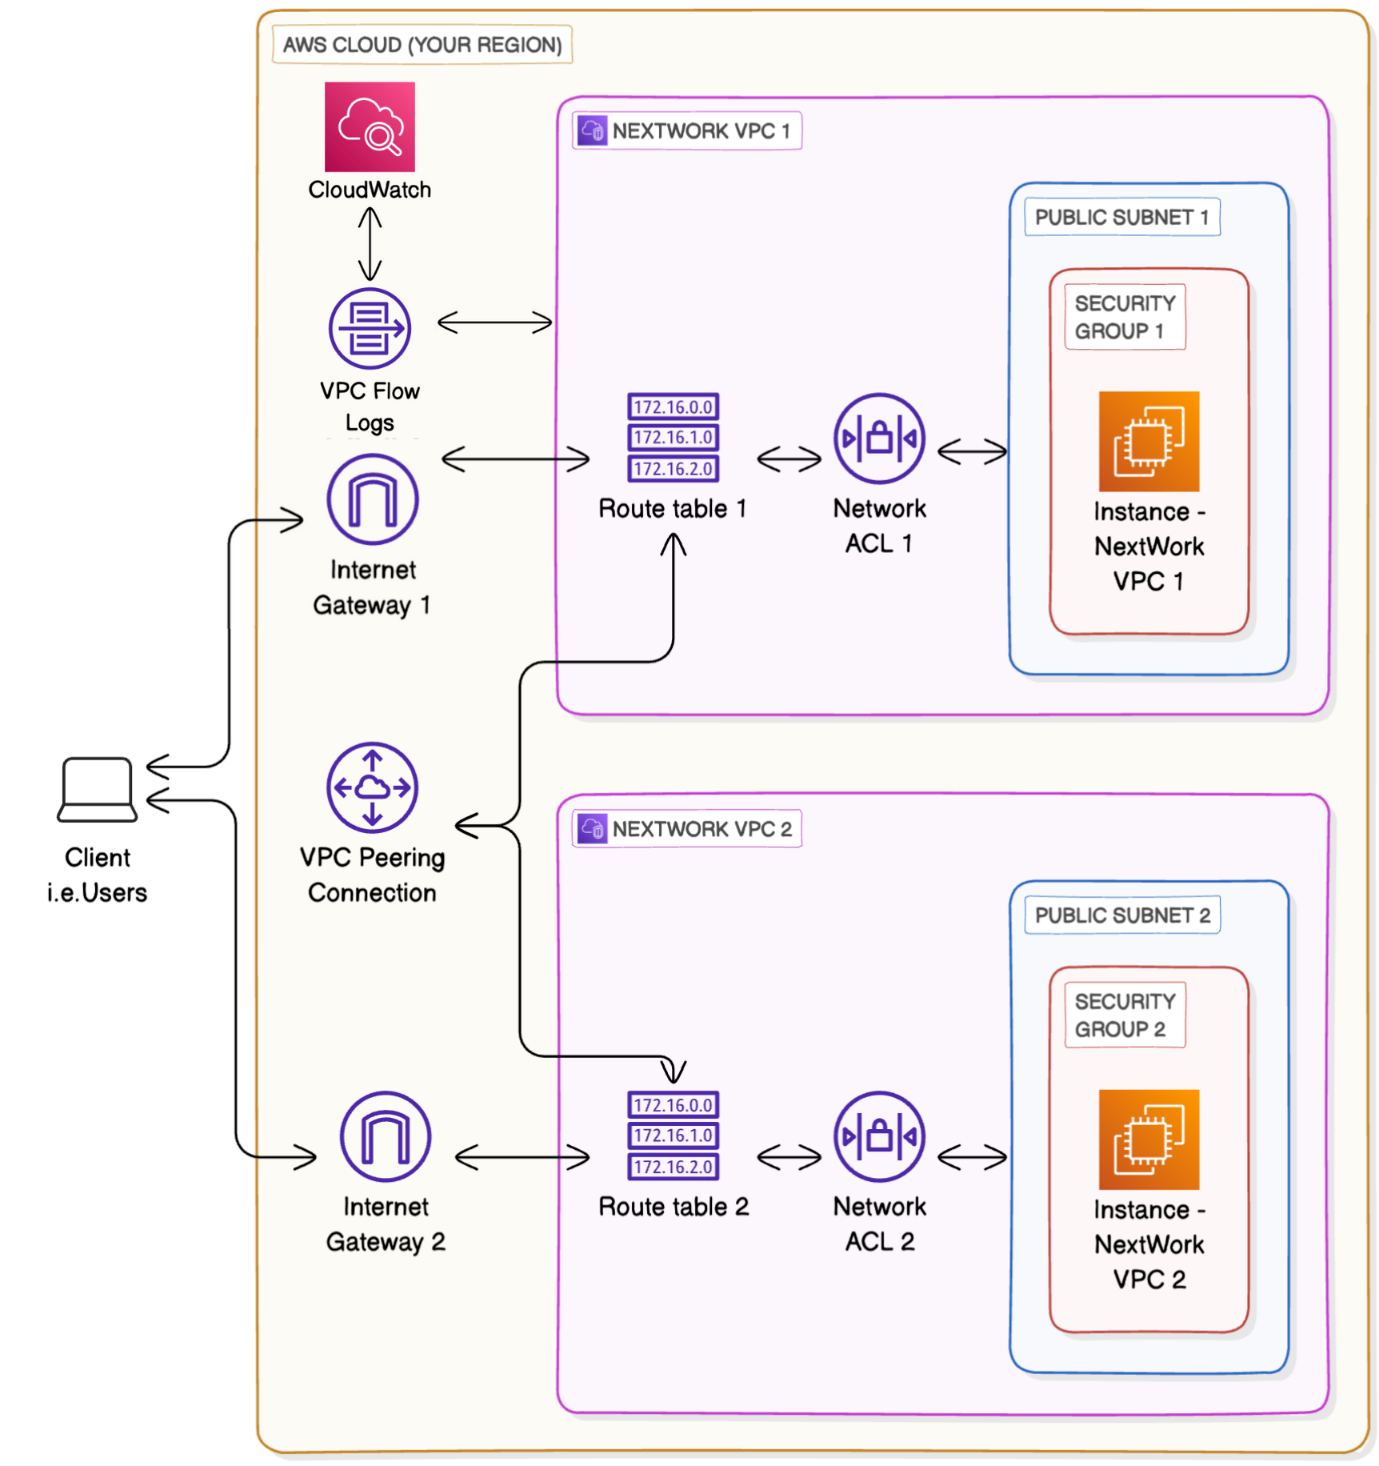 AWS CLOUD (YOUR REGION)
CloudWatch
VPC Flow
Logs
Internet
Gateway 1
NEXTWORK VPC 1
172.16.0.0
172.16.1.0
172.16.2.0
Route table 1
Network
ACL 1
PUBLIC SUBNET 1
SECURITY
GROUP 1
Instance -
NextWork
VPC 1
Client
i.e.Users
VPC Peering
Connection
NEXTWORK VPC 2
Internet
Gateway 2
172.16.0.0
172.16.1.0
172.16.2.0
Route table 2
Network
ACL 2
PUBLIC SUBNET 2
SECURITY
GROUP 2
Instance -
NextWork
VPC 2